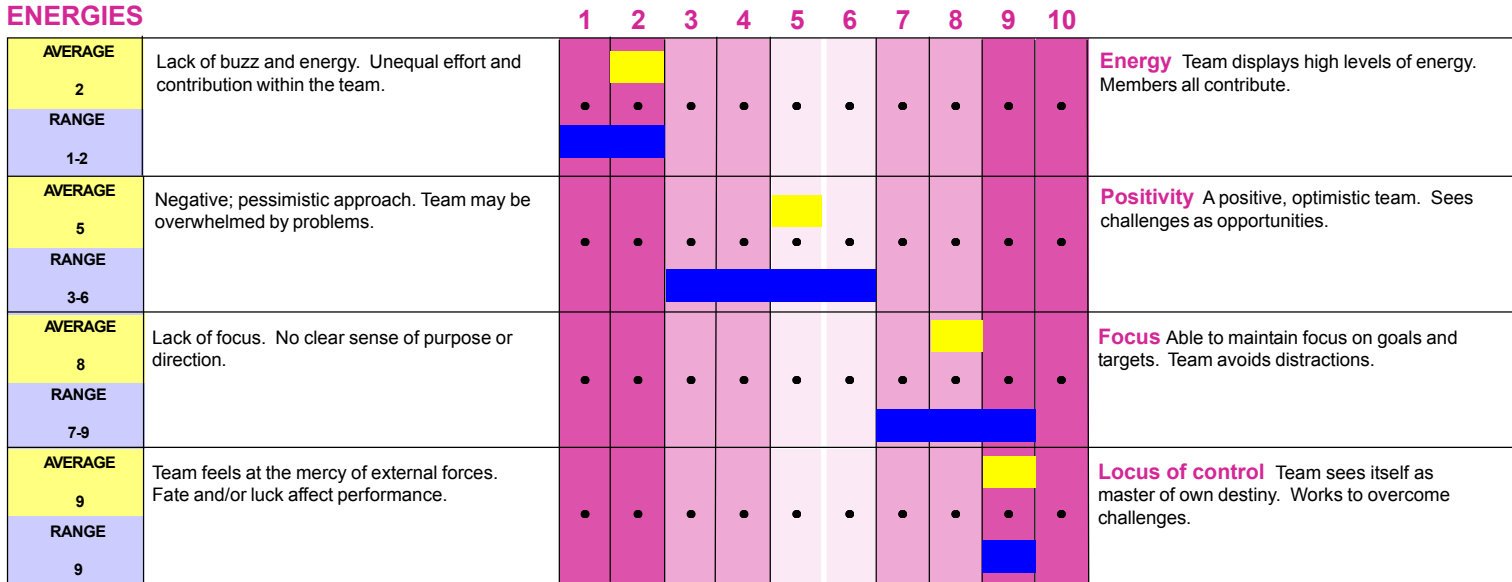 ENERGIES 1 2 3 4 5 6 7 8 9 10
AVERAGE
2
RANGE
1-2
Lack of buzz and energy. Unequal effort and
contribution within the team.
Energy Team displays high levels of energy.
Members all contribute.
AVERAGE
5
RANGE
3-6
Negative; pessimistic approach. Team may be
overwhelmed by problems.
Positivity A positive, optimistic team. Sees
challenges as opportunities.
AVERAGE
8
RANGE
7-9
Lack of focus. No clear sense of purpose or
direction.
Focus Able to maintain focus on goals and
targets. Team avoids distractions.
AVERAGE
9
RANGE
9
Team feels at the mercy of external forces.
Fate and/or luck affect performance.
Locus of control Team sees itself as
master of own destiny. Works to overcome
challenges.